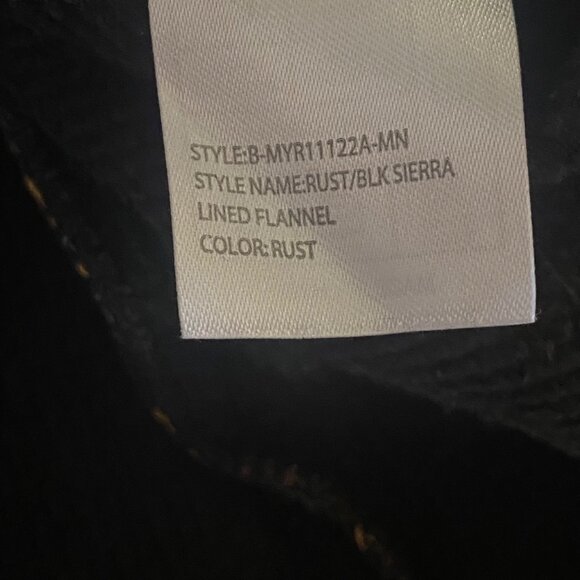 STYLE:B-MYR11122A-MN
STYLE NAME:RUST/BLK SIERRA
LINED FLANNEL
COLOR: RUST